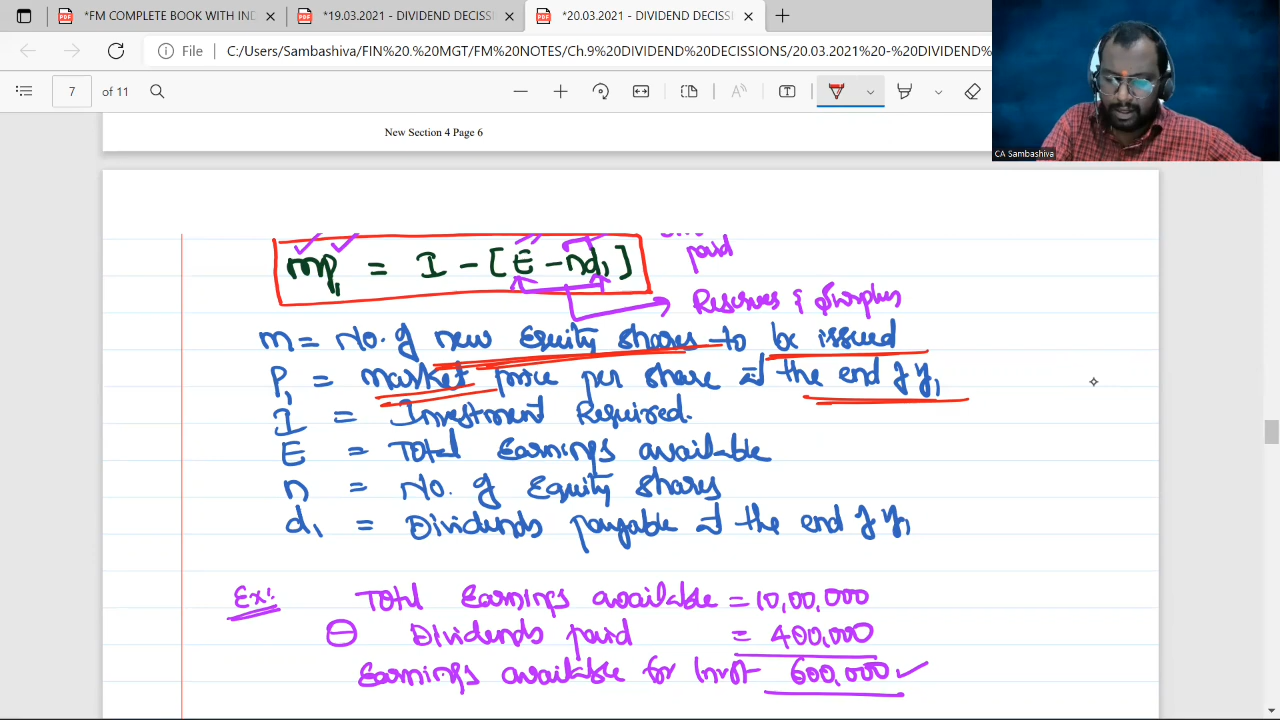 *FM COMPLETE BOOK WITH IND
*19.03.2021 - DIVIDEND DECISSI
*20.03.2021 - DIVIDEND DECISS
File
C:/Users/Sambashiva/FIN%20.%20MGT/FM%20NOTES/Ch.9%20DIVIDEND%20DECISSIONS/20.03.2021%20-%20DIVIDEND%
7 of 11
CA Sambashiva
New Section 4 Page 6
paid
mp₁ = I - [E - nd₁]
Reserves & Surplus
m = No. of new Equity shares to be issued
P₁ = market price per share at the end of y₁
I = Investment Required.
E = Total Earnings available
n = No. of Equity shares
d₁ = Dividends payable at the end of y₁
Ex: Total Earnings available = 10,00,000
⊖ Dividends paid = 400,000
Earnings available for Invst 600,000